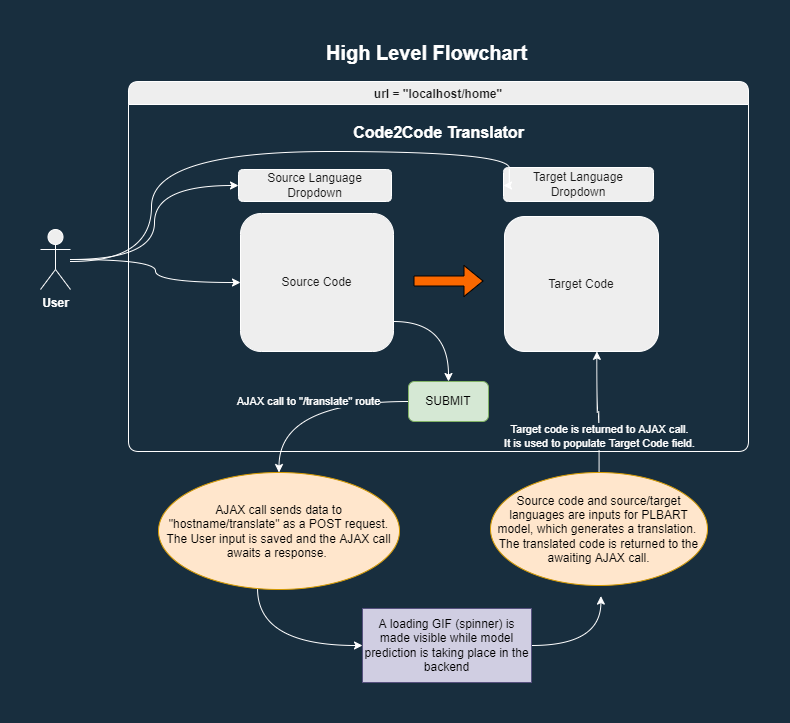 High Level Flowchart
url = "localhost/home"
Code2Code Translator
Source Language
Dropdown
Target Language
Dropdown
User
Source Code
Target Code
SUBMIT
AJAX call to "/translate" route
Target code is returned to AJAX call.
It is used to populate Target Code field.
AJAX call sends data to
"hostname/translate" as a POST request.
The User input is saved and the AJAX call
awaits a response.
Source code and source/target
languages are inputs for PLBART
model, which generates a translation.
The translated code is returned to the
awaiting AJAX call.
A loading GIF (spinner) is
made visible while model
prediction is taking place in the
backend